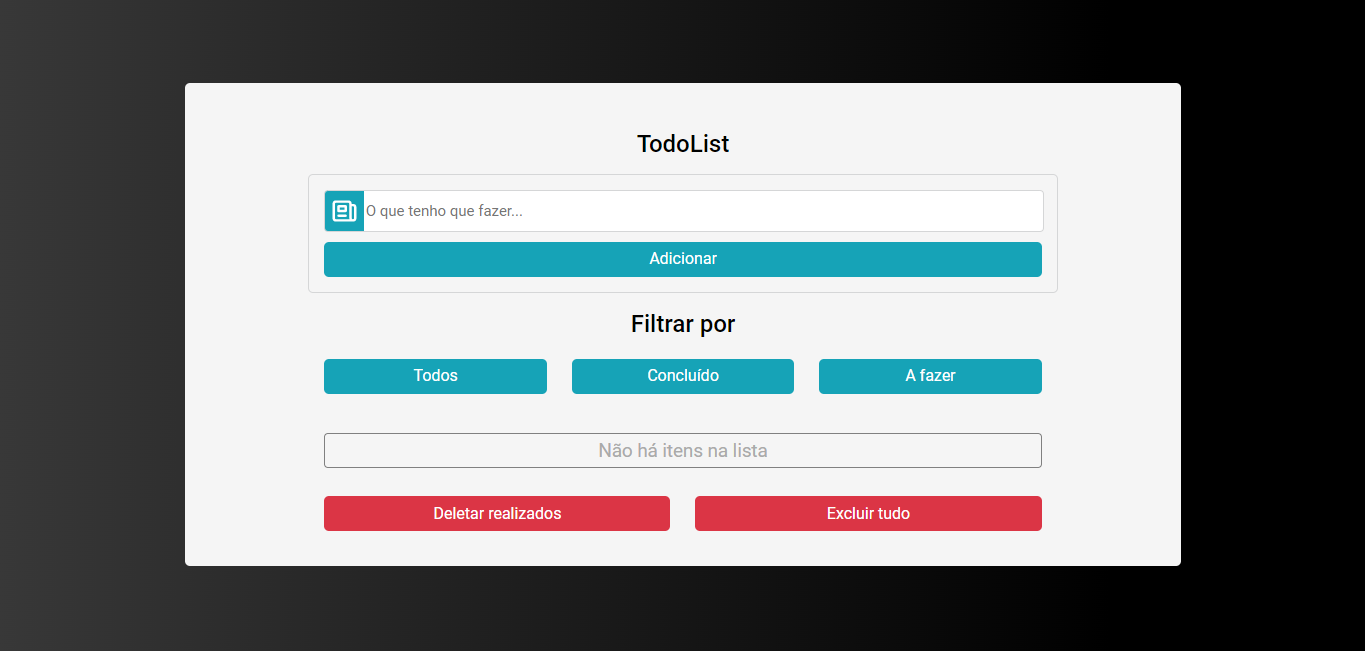 TodoList
O que tenho que fazer...
Adicionar
Filtrar por
Todos
Concluído
A fazer
Não há itens na lista
Deletar realizados
Excluir tudo